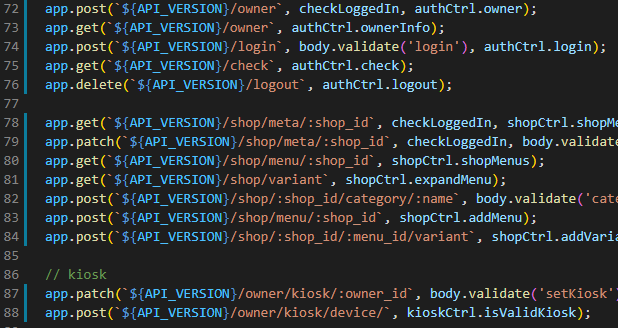 72 app.post(`${API_VERSION}/owner`, checkLoggedIn, authCtrl.owner);
73 app.get(`${API_VERSION}/owner`, authCtrl.ownerInfo);
74 app.post(`${API_VERSION}/login`, body.validate('login'), authCtrl.login);
75 app.get(`${API_VERSION}/check`, authCtrl.check);
76 app.delete(`${API_VERSION}/logout`, authCtrl.logout);
77
78 app.get(`${API_VERSION}/shop/meta/:shop_id`, checkLoggedIn, shopCtrl.shopMe
79 app.patch(`${API_VERSION}/shop/meta/:shop_id`, checkLoggedIn, body.validate
80 app.get(`${API_VERSION}/shop/menu/:shop_id`, shopCtrl.shopMenus);
81 app.get(`${API_VERSION}/shop/variant`, shopCtrl.expandMenu);
82 app.post(`${API_VERSION}/shop/:shop_id/category/:name`, body.validate('cate
83 app.post(`${API_VERSION}/shop/menu/:shop_id`, shopCtrl.addMenu);
84 app.post(`${API_VERSION}/shop/:shop_id/:menu_id/variant`, shopCtrl.addVaria
85
86 // kiosk
87 app.patch(`${API_VERSION}/owner/kiosk/:owner_id`, body.validate('setKiosk')
88 app.post(`${API_VERSION}/owner/kiosk/device/`, kioskCtrl.isValidKiosk);